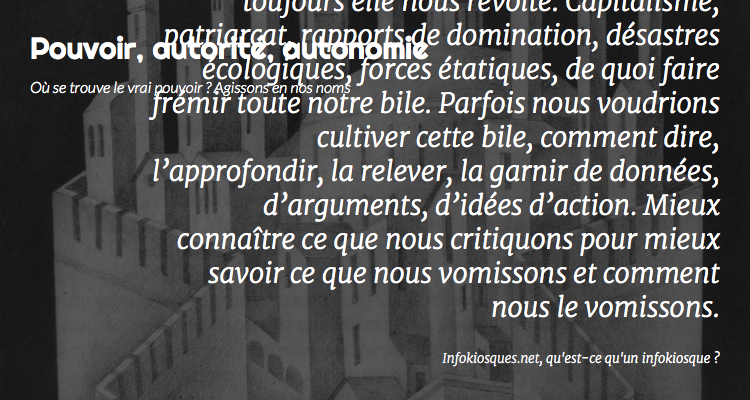 toujours elle nous révolte. Capitalisme,
patriarcat, rapports de domination, désastres
écologiques, forces étatiques, de quoi faire
frémir toute notre bile. Parfois nous voudrions
cultiver cette bile, comment dire,
l’approfondir, la relever, la garnir de données,
d’arguments, d’idées d’action. Mieux
connaître ce que nous critiquons pour mieux
savoir ce que nous vomissons et comment
nous le vomissons.
Infokiosques.net, qu'est-ce qu'un infokiosque ?
Pouvoir, autorité, autonomie
Où se trouve le vrai pouvoir ? Agissons en nos noms